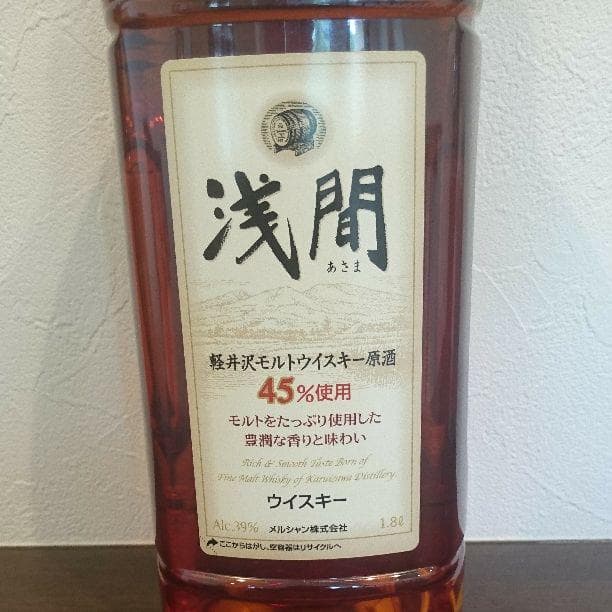 浅間
あさま
軽井沢モルトウイスキー原酒
45%使用
モルトをたっぷり使用した
豊潤な香りと味わい
Rich & Smooth Taste Born of
Fine Malt Whisky of Karuizawa Distillery.
ウイスキー
Alc.39% メルシャン株式会社 1.8ℓ
ここからはがし、空容器はリサイクルへ